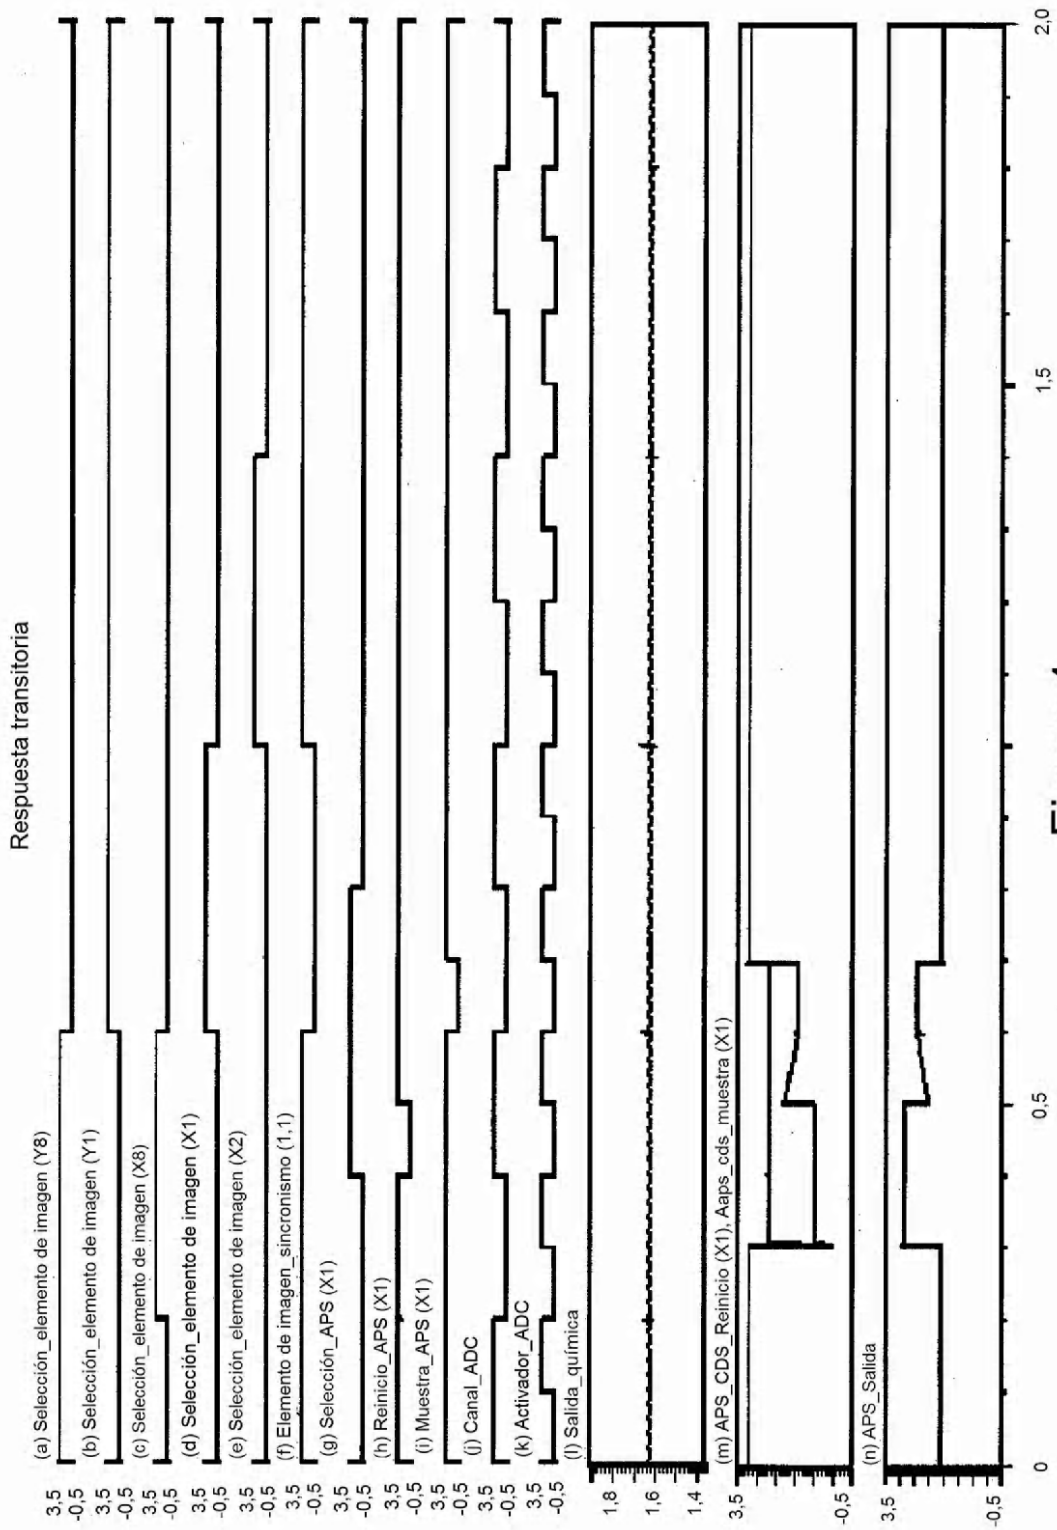 Respuesta transitoria
(a) Selección_elemento de imagen (Y8)
3,5
-0,5
(b) Selección_elemento de imagen (Y1)
3,5
-0,5
(c) Selección_elemento de imagen (X8)
3,5
-0,5
(d) Selección_elemento de imagen (X1)
3,5
-0,5
(e) Selección_elemento de imagen (X2)
3,5
-0,5
(f) Elemento de imagen_sincronismo (1,1)
3,5
-0,5
(g) Selección_APS (X1)
3,5
-0,5
(h) Reinicio_APS (X1)
3,5
-0,5
(i) Muestra_APS (X1)
3,5
-0,5
(j) Canal_ADC
3,5
-0,5
(k) Activador_ADC
3,5
-0,5
(l) Salida_química
1,8
1,6
1,4
(m) APS_CDS_Reinicio (X1), Aaps_cds_muestra (X1)
3,5
-0,5
(n) APS_Salida
3,5
-0,5
0
0,5
1,5
2,0